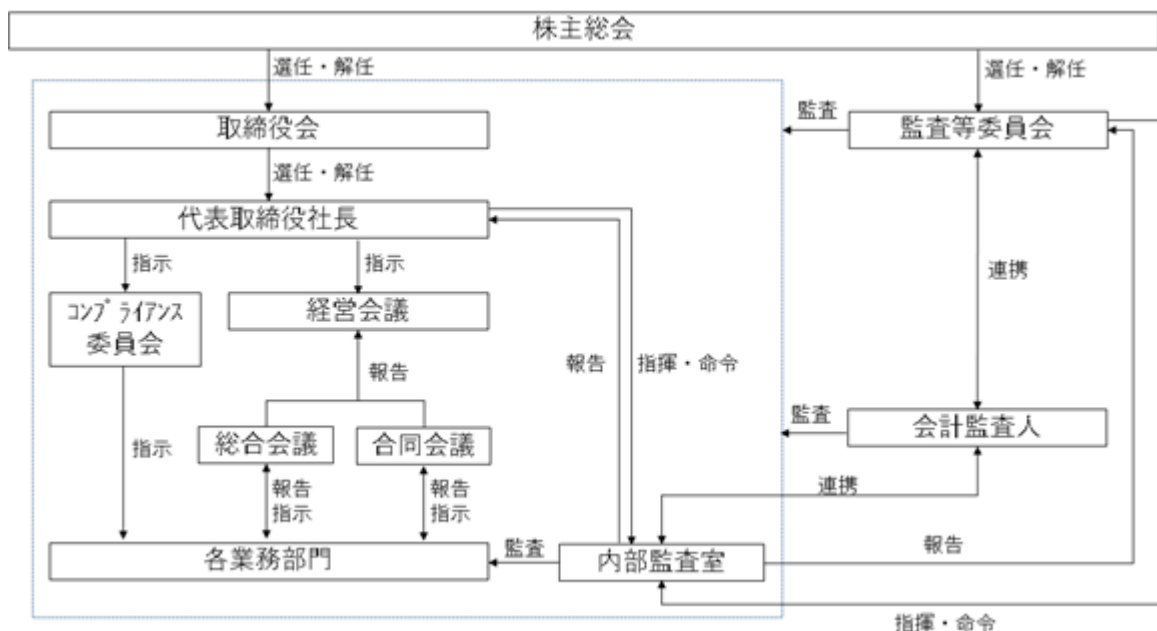 株主総会
選任・解任
選任・解任
取締役会
監査
監査等委員会
選任・解任
代表取締役社長
指示
指示
連携
ｺﾝﾌﾟﾗｲｱﾝｽ
委員会
経営会議
報告
報告
指揮・命令
監査
会計監査人
総合会議
合同会議
指示
報告
指示
報告
指示
連携
各業務部門
監査
内部監査室
報告
指揮・命令